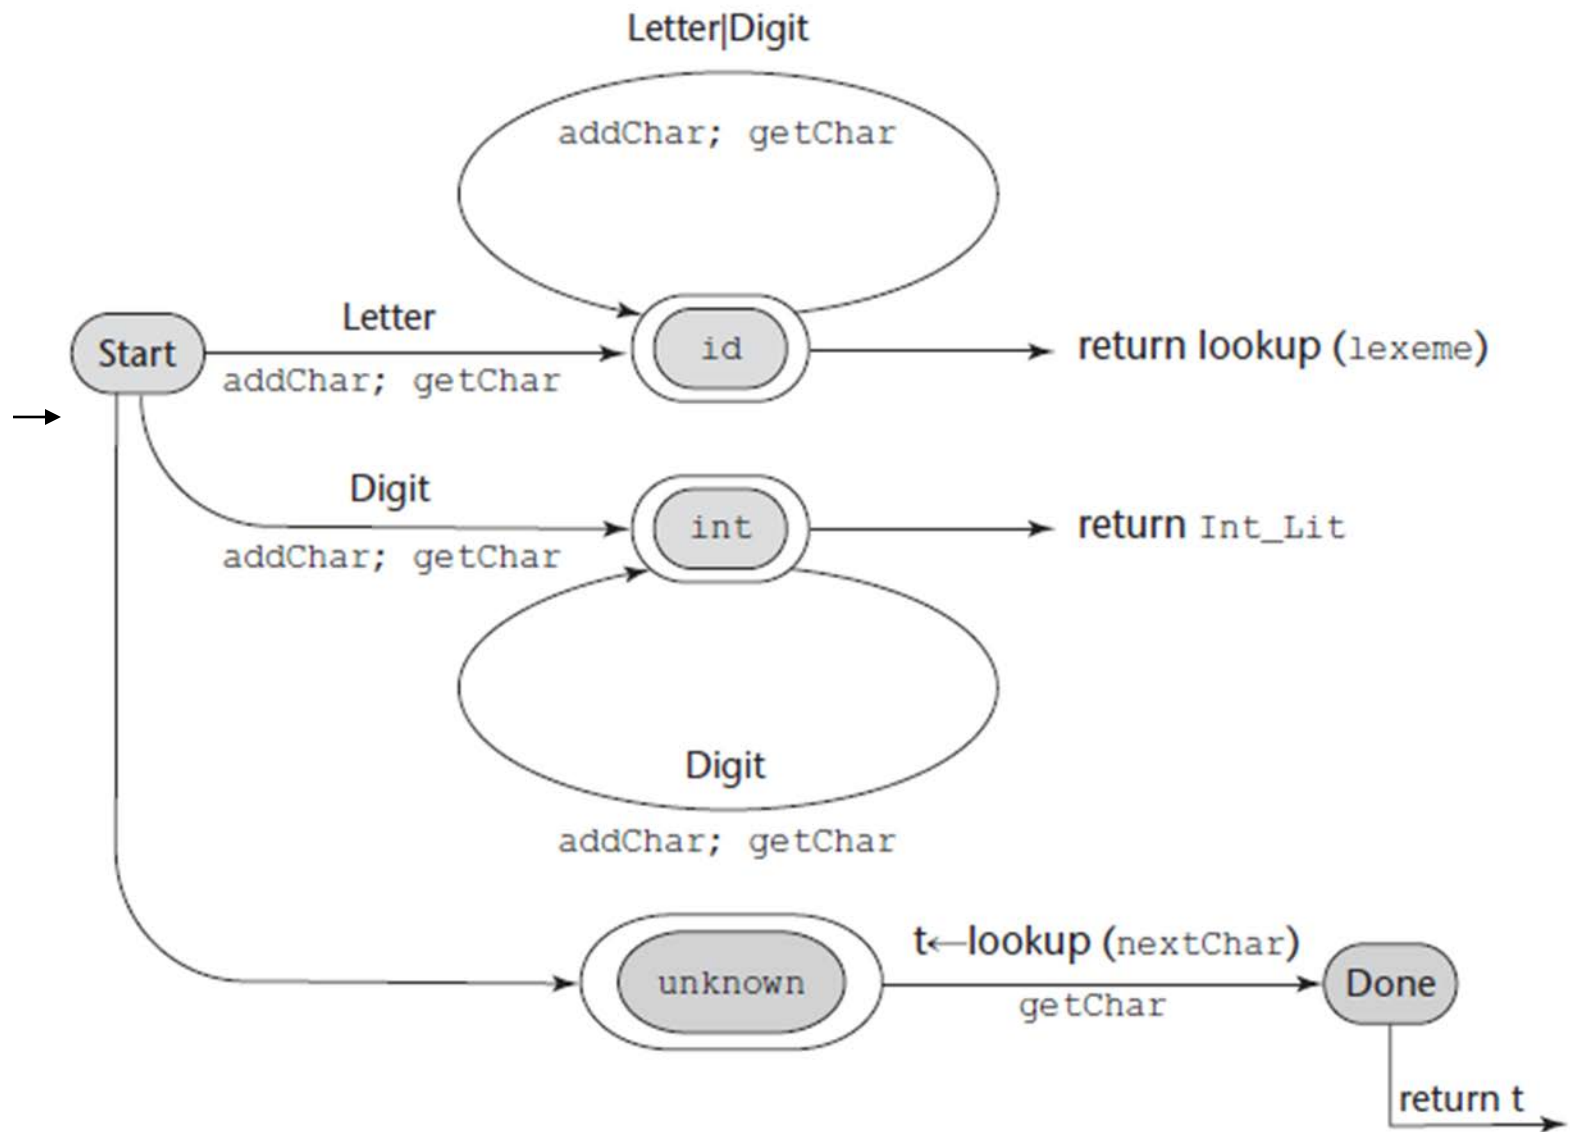 Letter|Digit
addChar; getChar
Letter
Start
id
return lookup (lexeme)
addChar; getChar
Digit
int
return Int_Lit
addChar; getChar
Digit
addChar; getChar
t←lookup (nextChar)
unknown
Done
getChar
return t